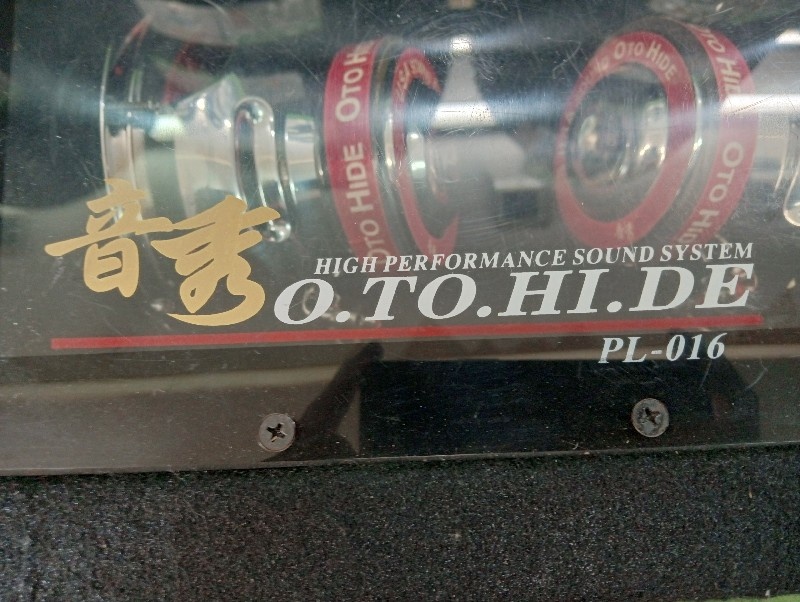 OTO HIDE
OTO HIDE
OTO HIDE
OTO HIDE
音秀
HIGH PERFORMANCE SOUND SYSTEM
O.TO.HI.DE
PL-016